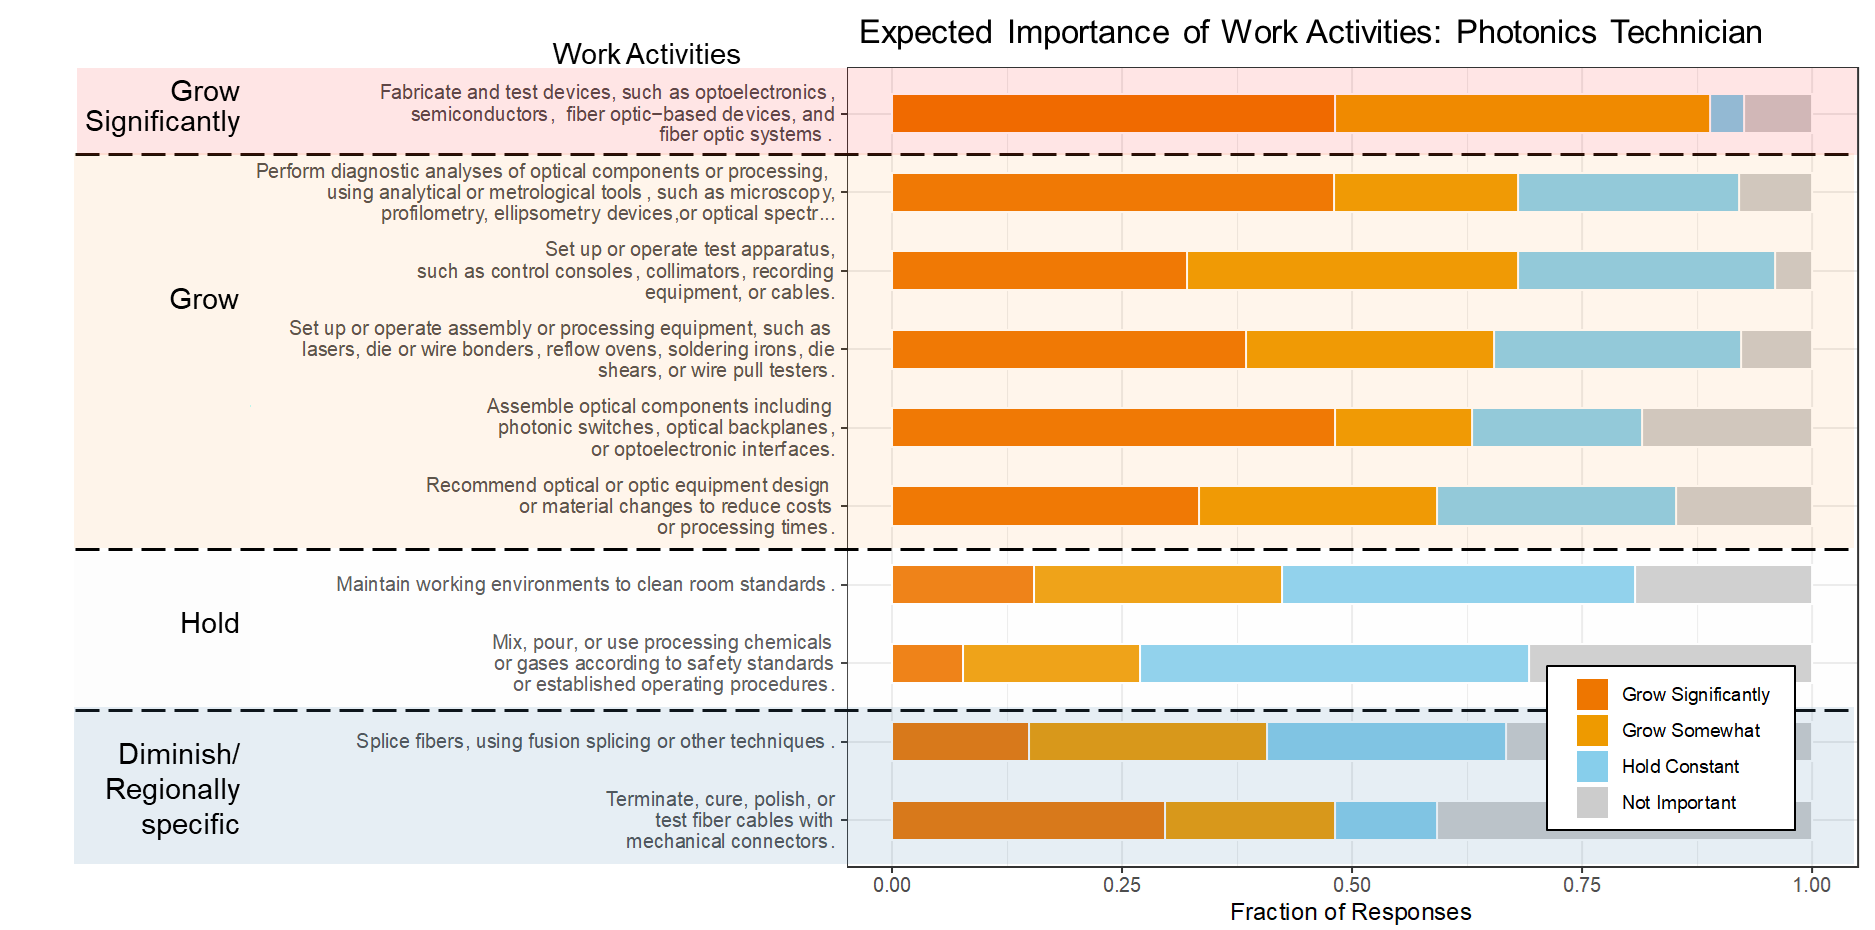 Expected Importance of Work Activities: Photonics Technician
Work Activities
Grow
Significantly
Fabricate and test devices, such as optoelectronics,
semiconductors, fiber optic−based devices, and
fiber optic systems.
Grow
Perform diagnostic analyses of optical components or processing,
using analytical or metrological tools, such as microscopy,
profilometry, ellipsometry devices,or optical spectr...
Set up or operate test apparatus,
such as control consoles, collimators, recording
equipment, or cables.
Set up or operate assembly or processing equipment, such as
lasers, die or wire bonders, reflow ovens, soldering irons, die
shears, or wire pull testers.
Assemble optical components including
photonic switches, optical backplanes,
or optoelectronic interfaces.
Recommend optical or optic equipment design
or material changes to reduce costs
or processing times.
Hold
Maintain working environments to clean room standards.
Mix, pour, or use processing chemicals
or gases according to safety standards
or established operating procedures.
Diminish/
Regionally
specific
Splice fibers, using fusion splicing or other techniques.
Terminate, cure, polish, or
test fiber cables with
mechanical connectors.
Grow Significantly
Grow Somewhat
Hold Constant
Not Important
0.00 0.25 0.50 0.75 1.00
Fraction of Responses